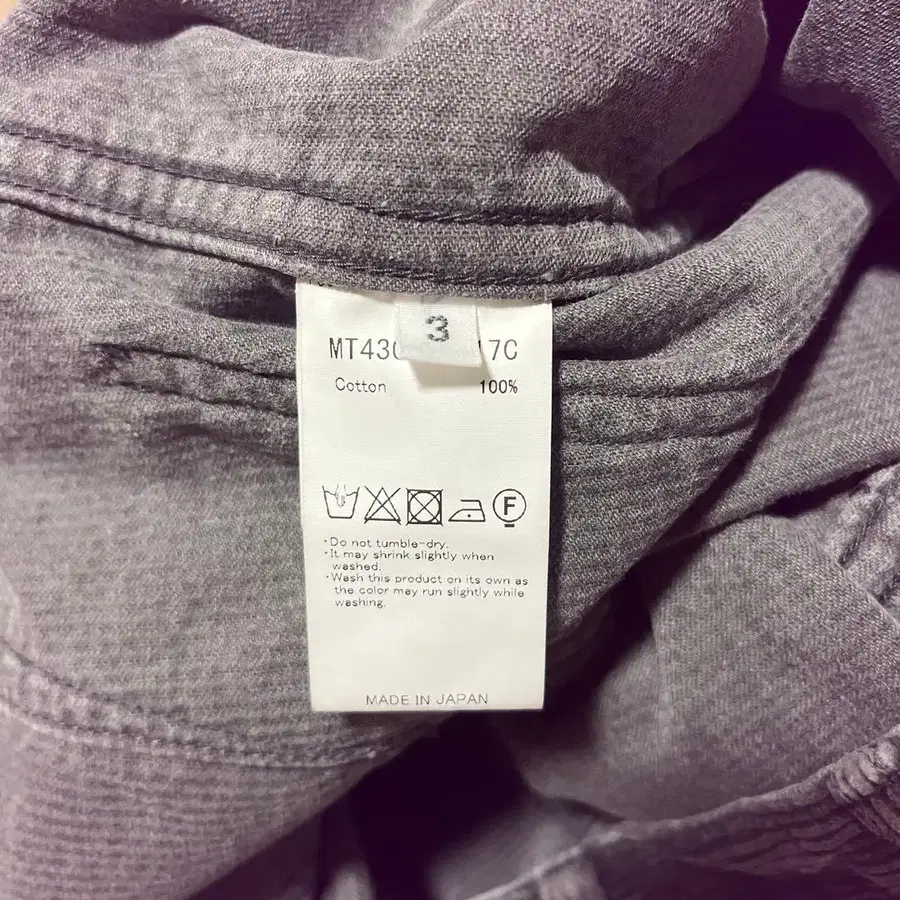 3
MT430 17C
Cotton 100%
F
·Do not tumble-dry.
·It may shrink slightly when
washed.
·Wash this product on its own as
the color may run slightly while
washing.
MADE IN JAPAN